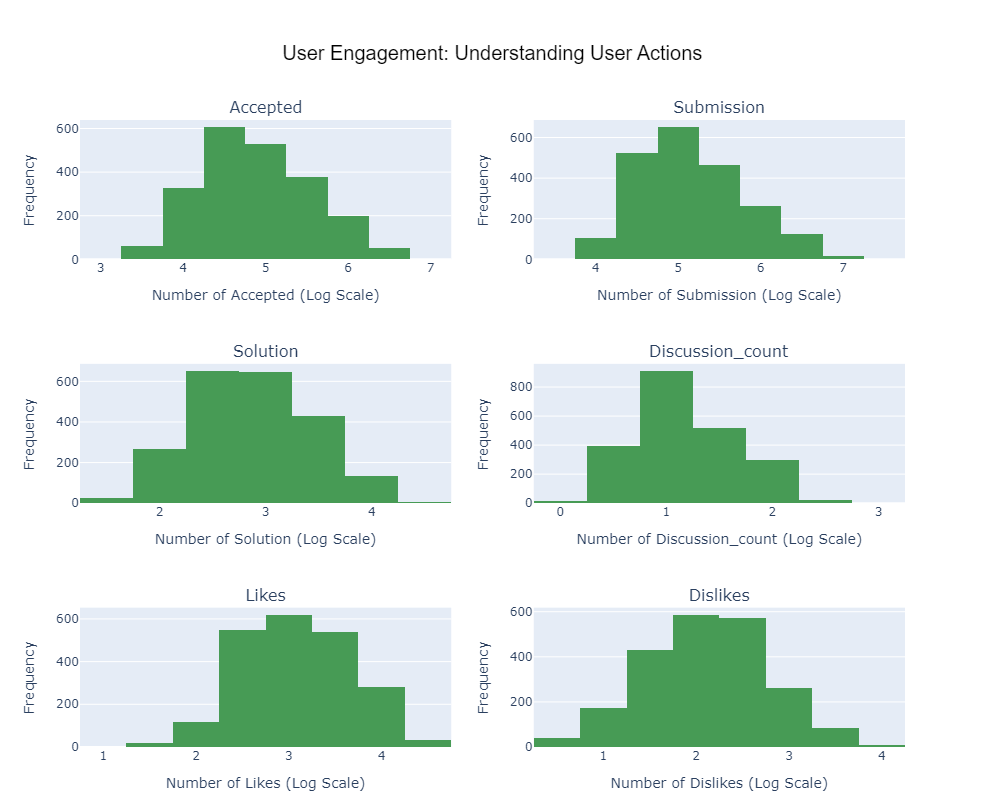 User Engagement: Understanding User Actions
Accepted
Submission
Frequency
600
400
200
0
3 4 5 6 7
Number of Accepted (Log Scale)
Frequency
600
400
200
0
4 5 6 7
Number of Submission (Log Scale)
Solution
Discussion_count
Frequency
600
400
200
0
2 3 4
Number of Solution (Log Scale)
Frequency
800
600
400
200
0
0 1 2 3
Number of Discussion_count (Log Scale)
Likes
Dislikes
Frequency
600
400
200
0
1 2 3 4
Number of Likes (Log Scale)
Frequency
600
400
200
0
1 2 3 4
Number of Dislikes (Log Scale)